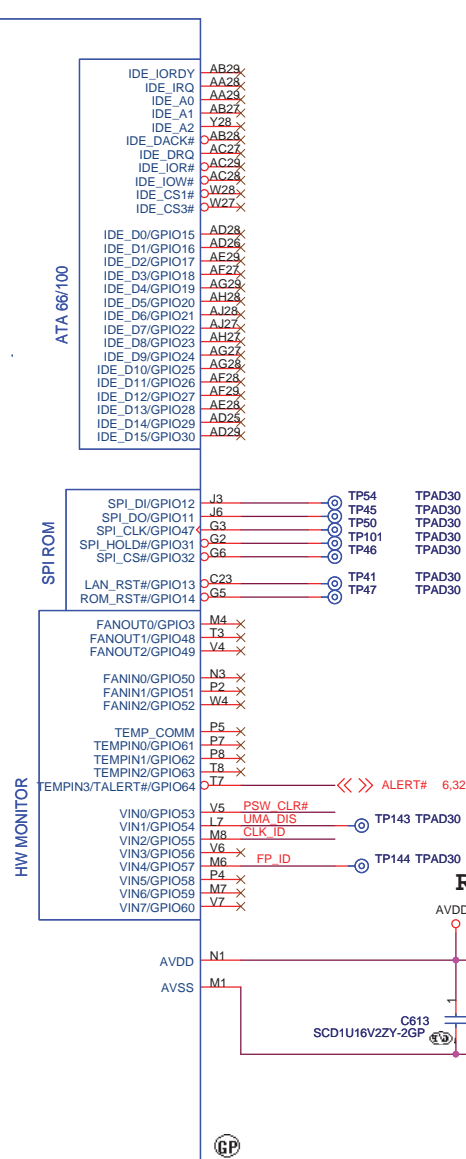 IDE_IORDY AB29
IDE_IRQ AA28
IDE_A0 AA29
IDE_A1 AB27
IDE_A2 Y28
IDE_DACK# AB28
IDE_DRQ AC27
IDE_IOR# AC29
IDE_IOW# AC28
IDE_CS1# W28
IDE_CS3# W27
ATA 66/100
IDE_D0/GPIO15 AD28
IDE_D1/GPIO16 AD26
IDE_D2/GPIO17 AE29
IDE_D3/GPIO18 AF27
IDE_D4/GPIO19 AG29
IDE_D5/GPIO20 AH28
IDE_D6/GPIO21 AJ28
IDE_D7/GPIO22 AJ27
IDE_D8/GPIO23 AH27
IDE_D9/GPIO24 AG27
IDE_D10/GPIO25 AG28
IDE_D11/GPIO26 AF28
IDE_D12/GPIO27 AF29
IDE_D13/GPIO28 AE28
IDE_D14/GPIO29 AD25
IDE_D15/GPIO30 AD29
SPI ROM
SPI_DI/GPIO12 J3 TP54 TPAD30
SPI_DO/GPIO11 J6 TP45 TPAD30
SPI_CLK/GPIO47 G3 TP50 TPAD30
SPI_HOLD#/GPIO31 G2 TP101 TPAD30
SPI_CS#/GPIO32 G6 TP46 TPAD30
LAN_RST#/GPIO13 C23 TP41 TPAD30
ROM_RST#/GPIO14 G5 TP47 TPAD30
HW MONITOR
FANOUT0/GPIO3 M4
FANOUT1/GPIO48 T3
FANOUT2/GPIO49 V4
FANIN0/GPIO50 N3
FANIN1/GPIO51 P2
FANIN2/GPIO52 W4
TEMP_COMM P5
TEMPIN0/GPIO61 P7
TEMPIN1/GPIO62 P8
TEMPIN2/GPIO63 T8
TEMPIN3/TALERT#/GPIO64 T7 ALERT# 6,32
VIN0/GPIO53 V5 PSW_CLR#
VIN1/GPIO54 L7 UMA_DIS TP143 TPAD30
VIN2/GPIO55 M8 CLK_ID
VIN3/GPIO56 V6
VIN4/GPIO57 M6 FP_ID TP144 TPAD30
VIN5/GPIO58 P4
VIN6/GPIO59 M7
VIN7/GPIO60 V7
R
AVDD
AVDD N1
AVSS M1
1
C613
SCD1U16V2ZY-2GP
GP